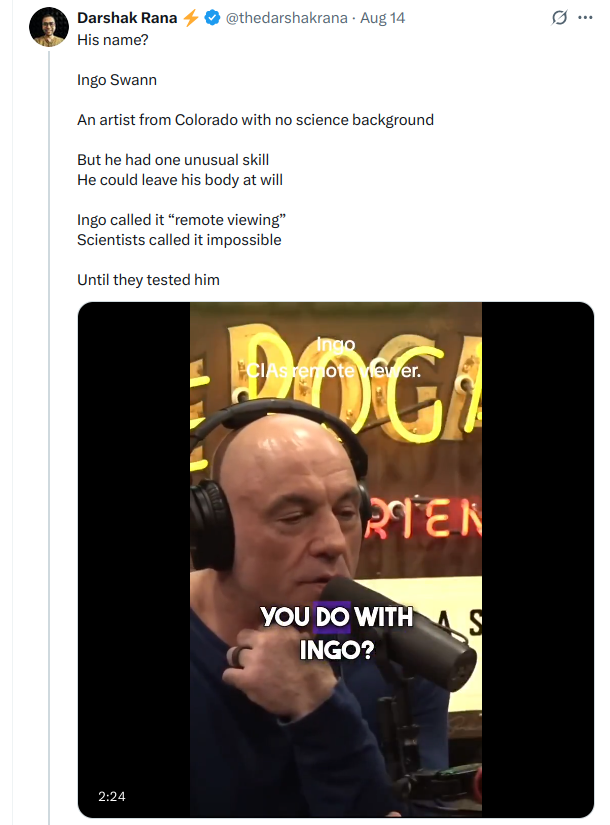 Darshak Rana ⚡ @thedarshakrana · Aug 14
His name?
Ingo Swann
An artist from Colorado with no science background
But he had one unusual skill
He could leave his body at will
Ingo called it “remote viewing”
Scientists called it impossible
Until they tested him
Ingo
CIAs remote viewer.
E ROGA
RIEN
A S
YOU DO WITH
INGO?
2:24